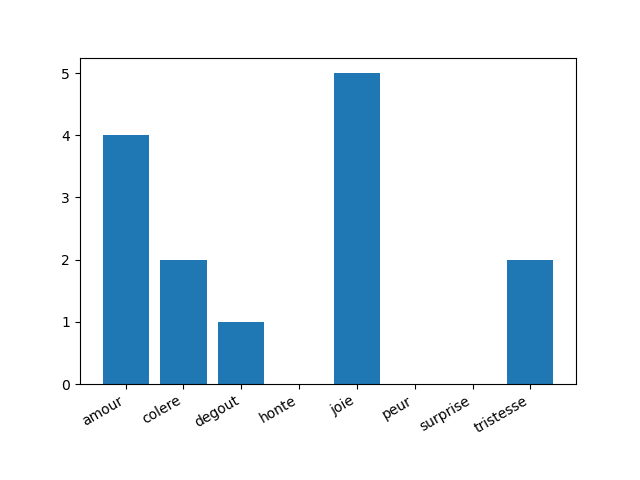 5
4
3
2
1
0
amour
colere
degout
honte
joie
peur
surprise
tristesse